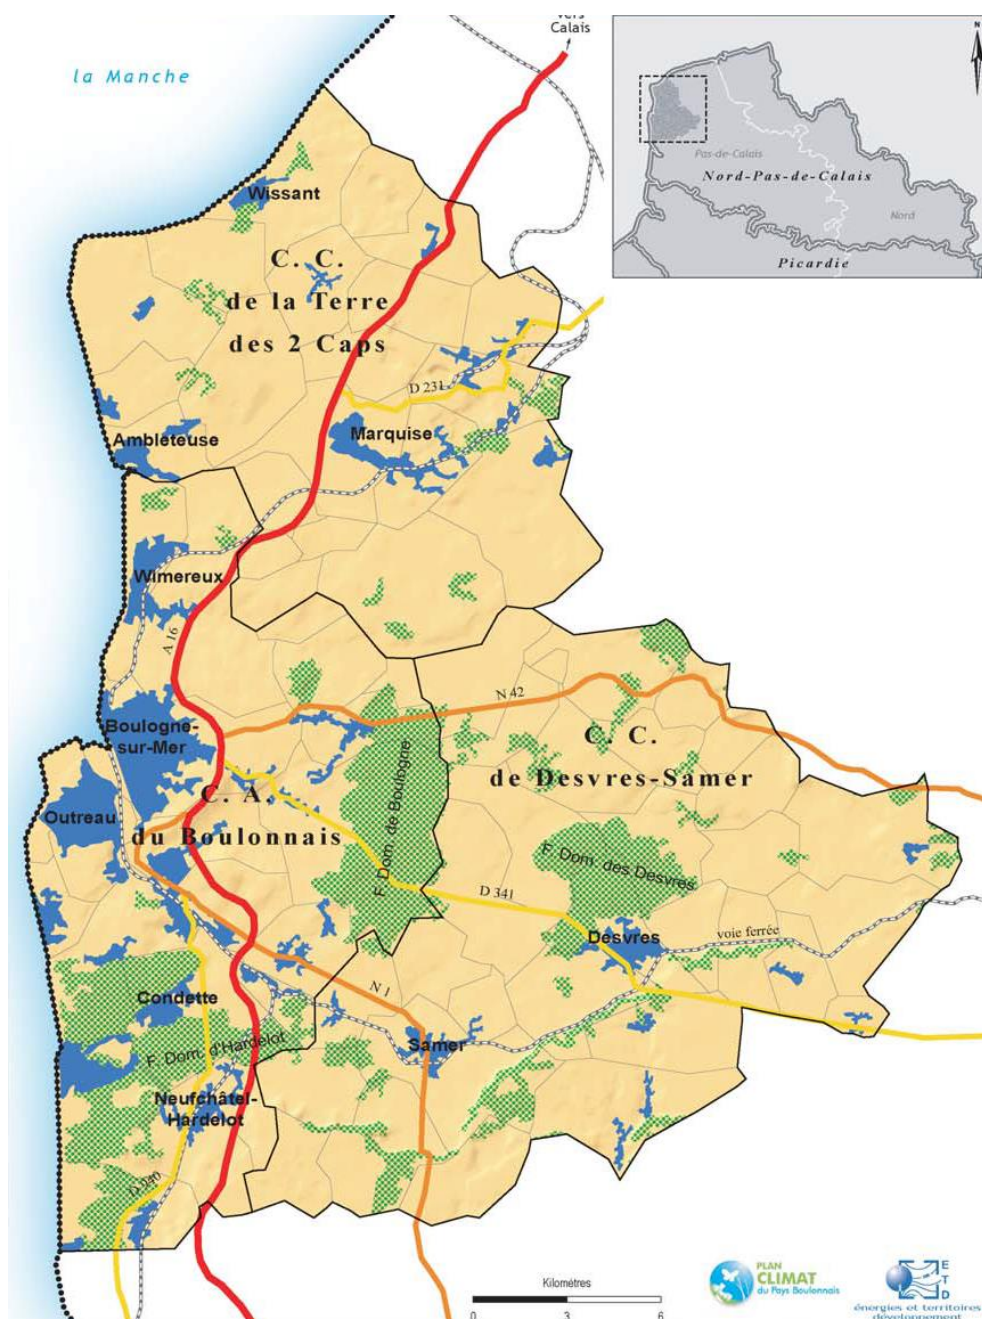 vers
Calais
la Manche
N
Pas-de-Calais
Nord-Pas-de-Calais
Nord
Picardie
Wissant
C. C.
de la Terre
des 2 Caps
D 231
Ambleteuse
Marquise
Wimereux
A 16
N 42
Boulogne-
sur-Mer
C. C.
de Desvres-Samer
Outreau
C. A.
du Boulonnais
F. Dom. de Boulogne
F. Dom. des Desvres
D 341
Desvres
voie ferrée
Condette
N 1
F. Dom. d'Hardelot
Samer
Neufchâtel-
Hardelot
D 940
Kilomètres
0 3 6
PLAN
CLIMAT
du Pays Boulonnais
E
T
D
énergies et territoires
développement